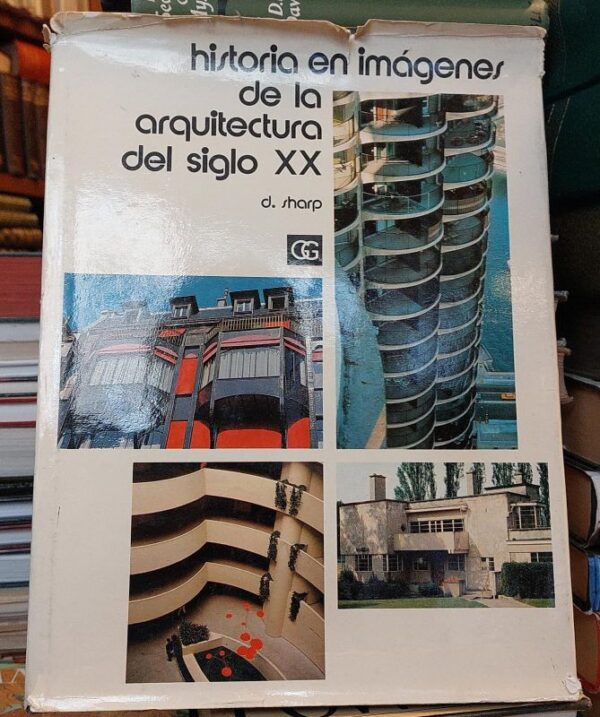 historia en imágenes
de la
arquitectura
del siglo XX
d. sharp
GG